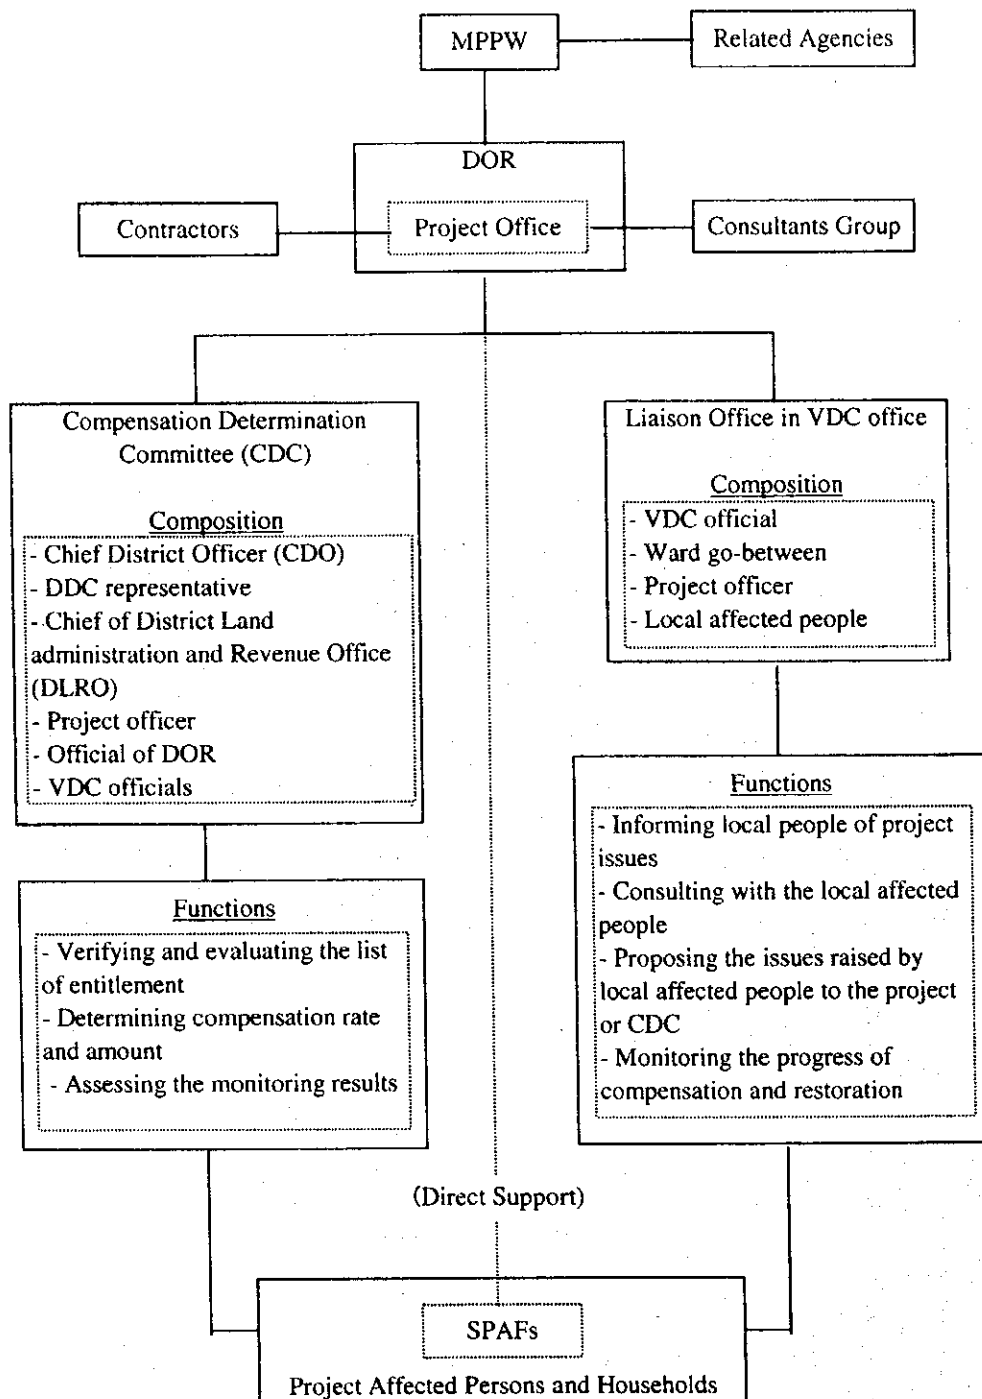 MPPW
Related Agencies
DOR
Contractors
Project Office
Consultants Group
Compensation Determination
Committee (CDC)
Composition
- Chief District Officer (CDO)
- DDC representative
- Chief of District Land
administration and Revenue Office
(DLRO)
- Project officer
- Official of DOR
- VDC officials
Functions
- Verifying and evaluating the list
of entitlement
- Determining compensation rate
and amount
- Assessing the monitoring results
Liaison Office in VDC office
Composition
- VDC official
- Ward go-between
- Project officer
- Local affected people
Functions
- Informing local people of project
issues
- Consulting with the local affected
people
- Proposing the issues raised by
local affected people to the project
or CDC
- Monitoring the progress of
compensation and restoration
(Direct Support)
SPAFs
Project Affected Persons and Households